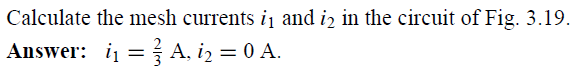 Calculate the mesh currents i₁ and i₂ in the circuit of Fig. 3.19.
Answer: i₁ = 2/3 A, i₂ = 0 A.